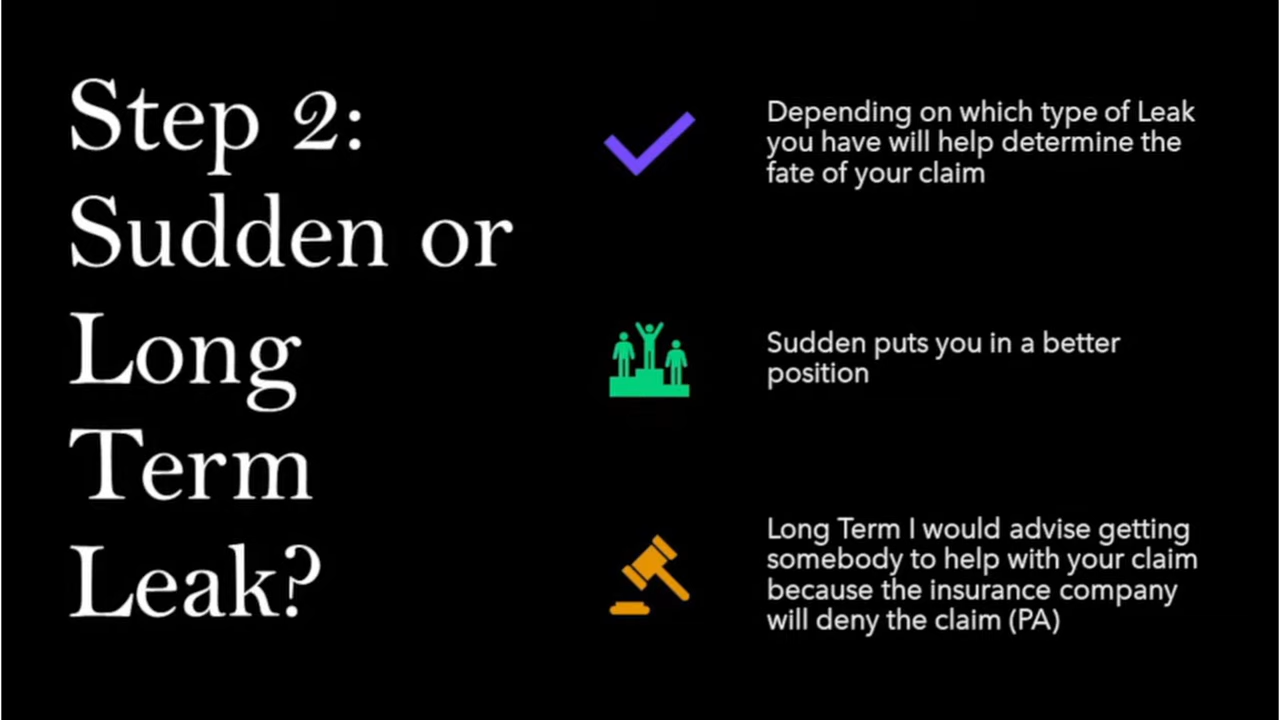 Step 2:
Sudden or
Long
Term
Leak?
Depending on which type of Leak
you have will help determine the
fate of your claim
Sudden puts you in a better
position
Long Term I would advise getting
somebody to help with your claim
because the insurance company
will deny the claim (PA)